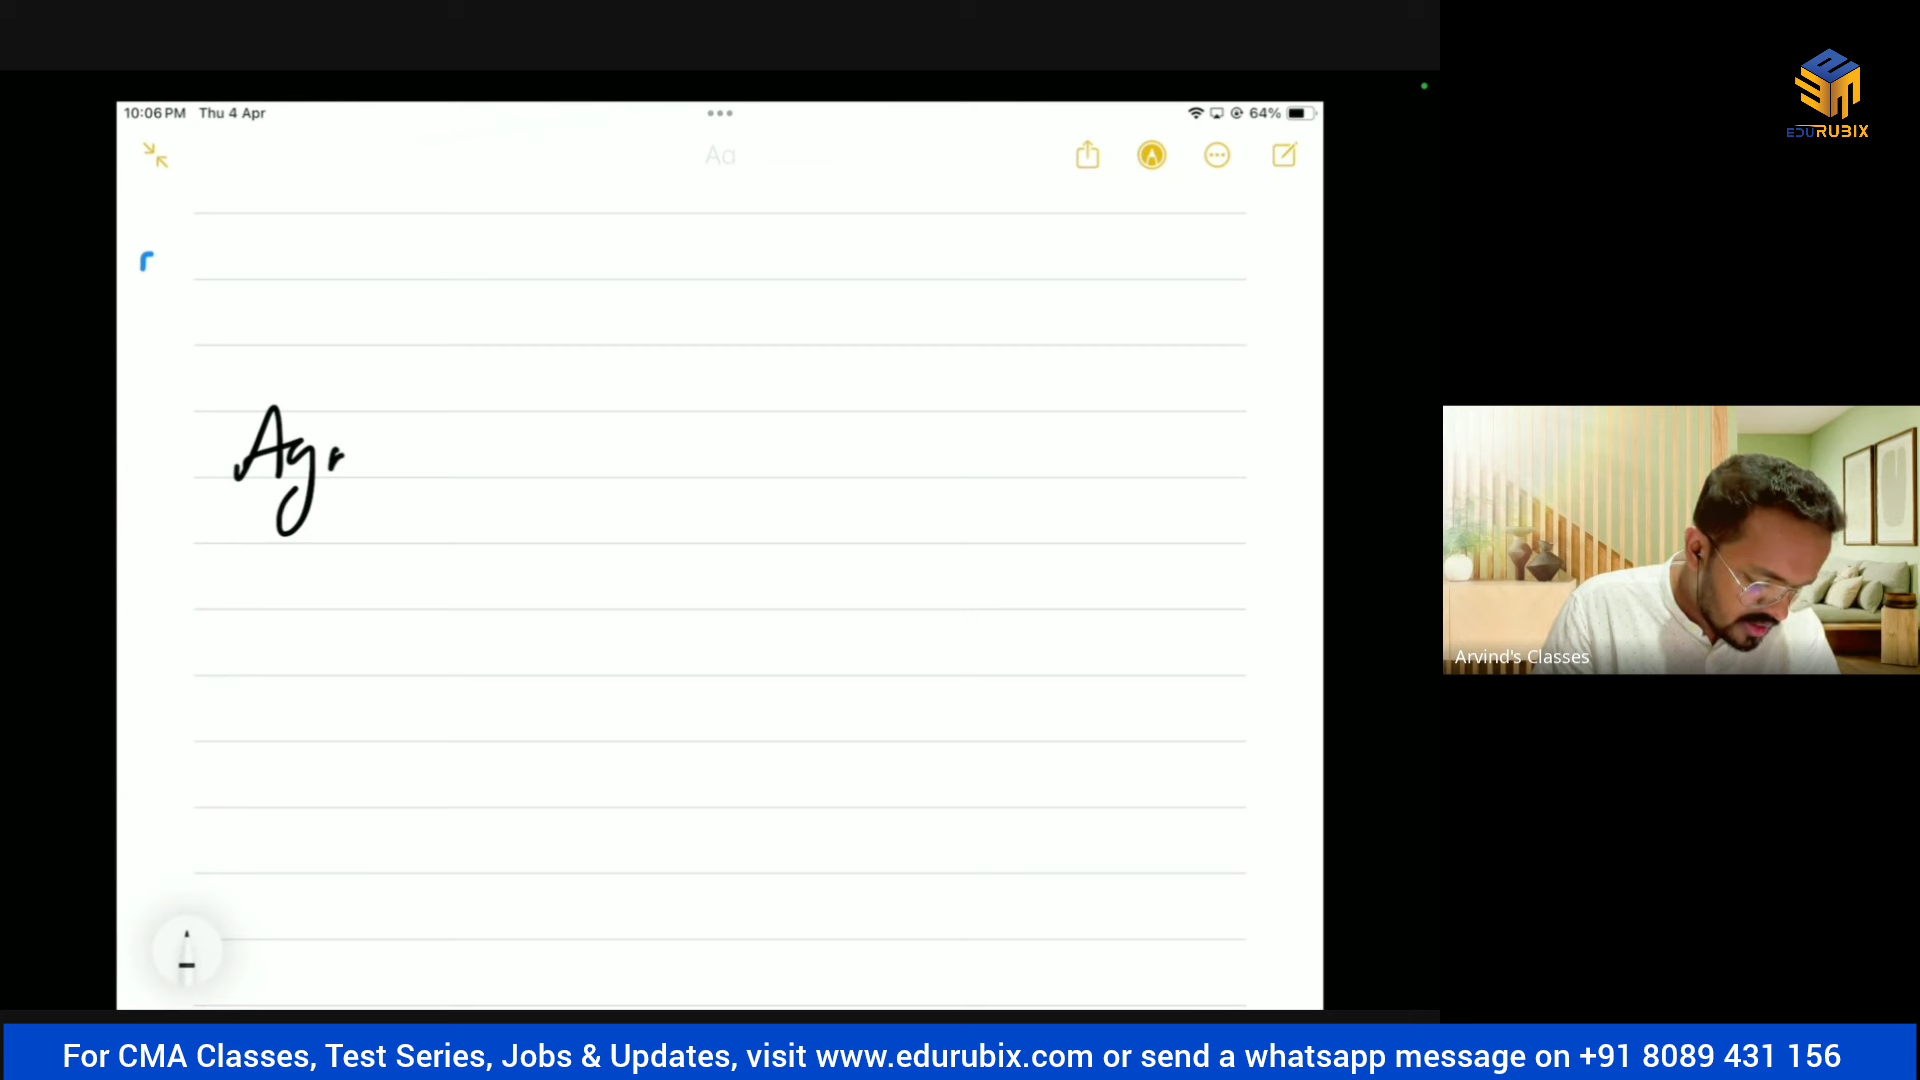 EDURUBIX
10:06 PM Thu 4 Apr
64%
Aa
Agr
Arvind's Classes
For CMA Classes, Test Series, Jobs & Updates, visit www.edurubix.com or send a whatsapp message on +91 8089 431 156